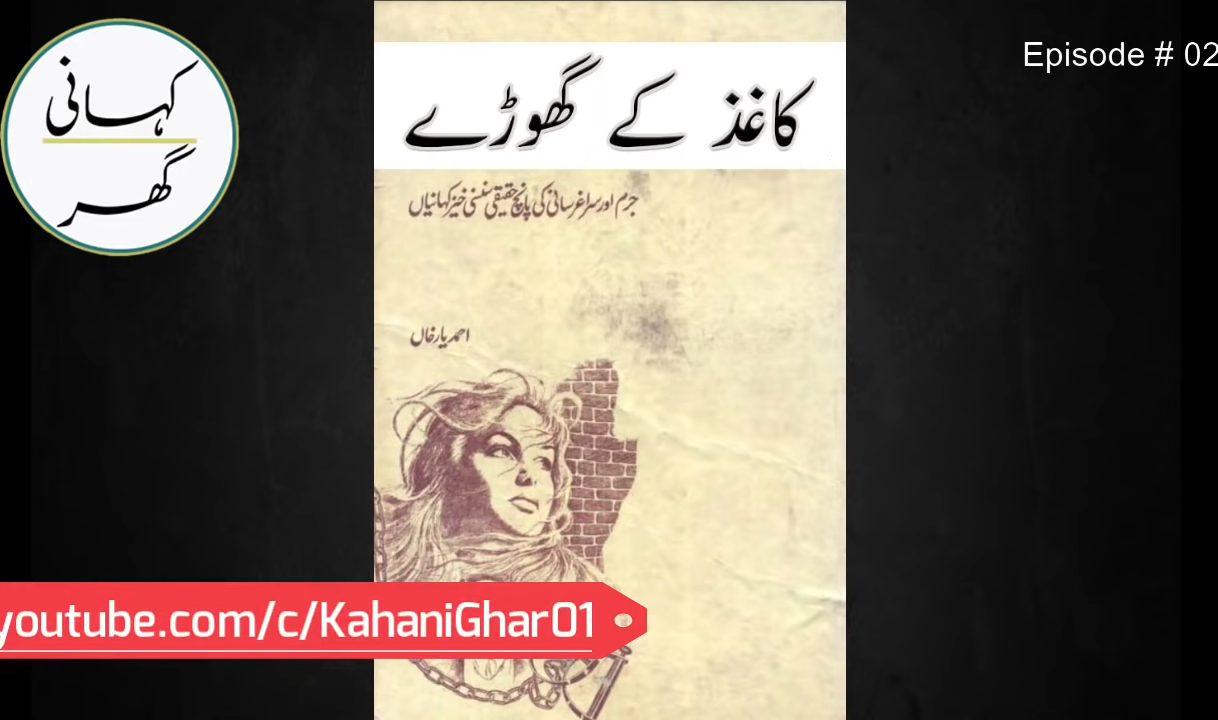 کہانی
گھر
Episode # 02
کاغذ کے گھوڑے
جرم اور سراغرسانی کی پانچ حقیقی سنسنی خیز کہانیاں
احمد یار خاں
youtube.com/c/KahaniGhar01